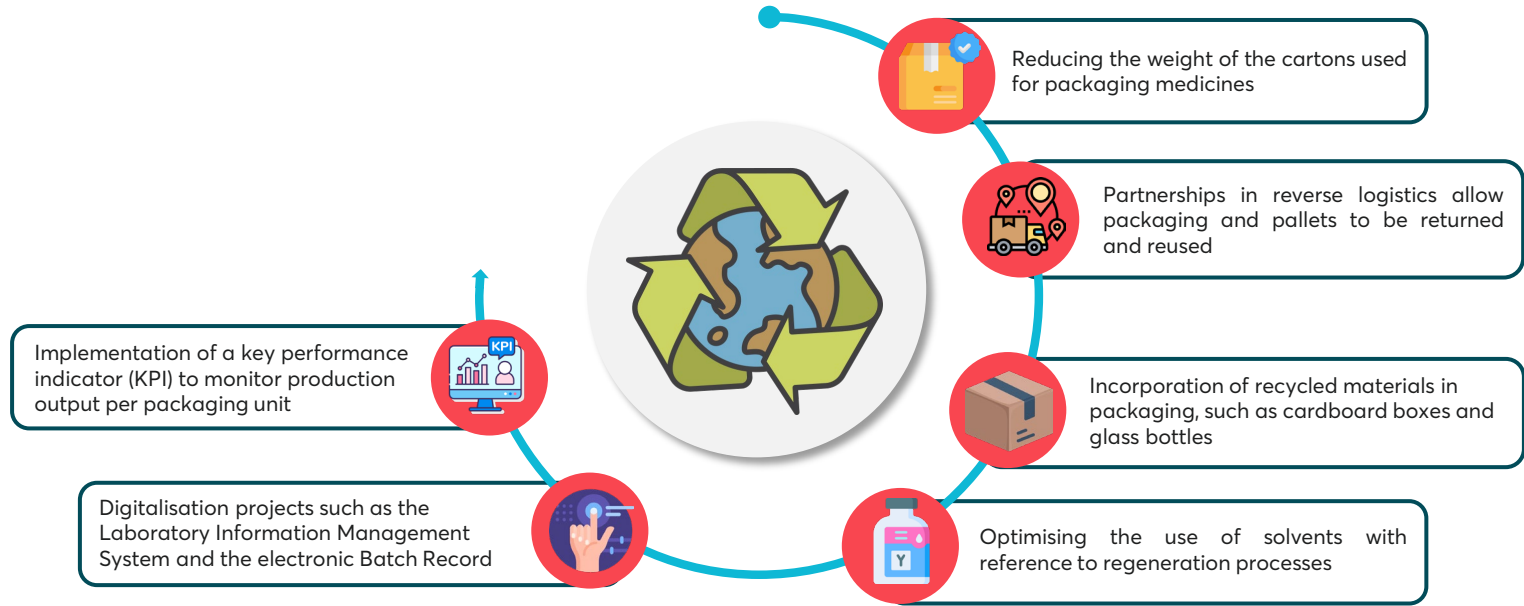 Reducing the weight of the cartons used
for packaging medicines
Partnerships in reverse logistics allow
packaging and pallets to be returned
and reused
Incorporation of recycled materials in
packaging, such as cardboard boxes and
glass bottles
Optimising the use of solvents with
reference to regeneration processes
Y
Digitalisation projects such as the
Laboratory Information Management
System and the electronic Batch Record
Implementation of a key performance
indicator (KPI) to monitor production
output per packaging unit
KPI